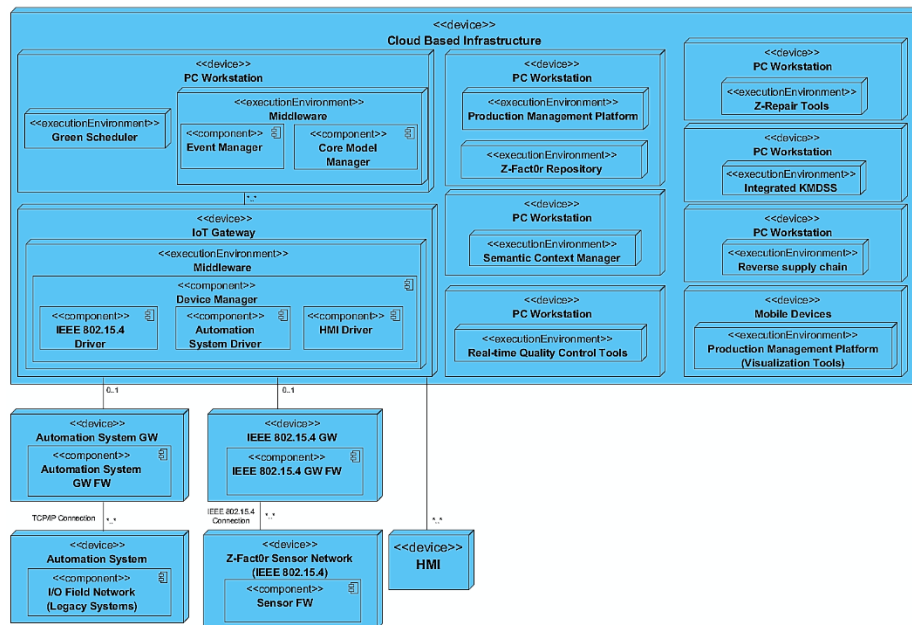 <<device>>
Cloud Based Infrastructure
<<device>>
PC Workstation
<<executionEnvironment>>
Green Scheduler
<<executionEnvironment>>
Middleware
<<component>>
Event Manager
<<component>>
Core Model
Manager
<<device>>
PC Workstation
<<executionEnvironment>>
Production Management Platform
<<executionEnvironment>>
Z-Fact0r Repository
<<device>>
PC Workstation
<<executionEnvironment>>
Z-Repair Tools
<<device>>
PC Workstation
<<executionEnvironment>>
Integrated KMDSS
*..*
<<device>>
IoT Gateway
<<executionEnvironment>>
Middleware
<<component>>
Device Manager
<<component>>
IEEE 802.15.4
Driver
<<component>>
Automation
System Driver
<<component>>
HMI Driver
<<device>>
PC Workstation
<<executionEnvironment>>
Semantic Context Manager
<<device>>
PC Workstation
<<executionEnvironment>>
Reverse supply chain
<<device>>
PC Workstation
<<executionEnvironment>>
Real-time Quality Control Tools
<<device>>
Mobile Devices
<<executionEnvironment>>
Production Management Platform
(Visualization Tools)
0..1
0..1
<<device>>
Automation System GW
<<component>>
Automation System
GW FW
<<device>>
IEEE 802.15.4 GW
<<component>>
IEEE 802.15.4 GW FW
TCP/IP Connection
*..*
IEEE 802.15.4
Connection
*..*
*..*
<<device>>
Automation System
<<component>>
I/O Field Network
(Legacy Systems)
<<device>>
Z-Fact0r Sensor Network
(IEEE 802.15.4)
<<component>>
Sensor FW
<<device>>
HMI